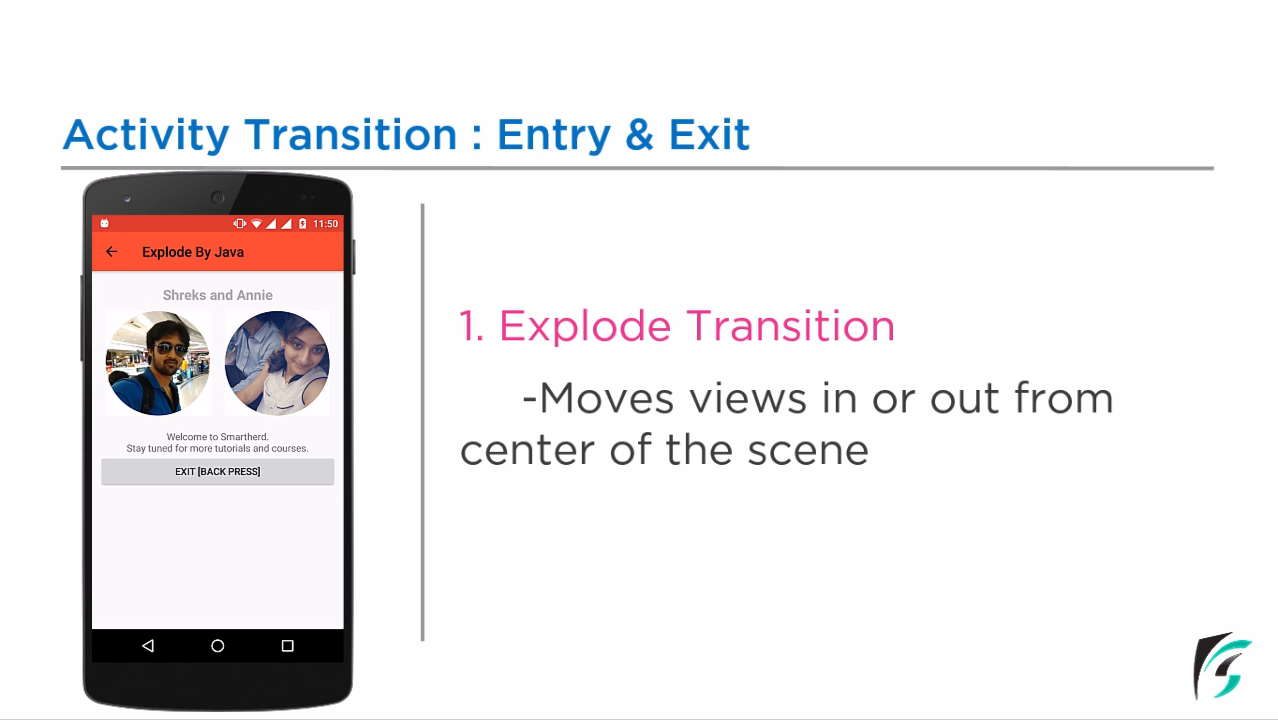 Activity Transition : Entry & Exit
11:50
Explode By Java
Shreks and Annie
Welcome to Smartherd.
Stay tuned for more tutorials and courses.
EXIT [BACK PRESS]
1. Explode Transition
-Moves views in or out from
center of the scene